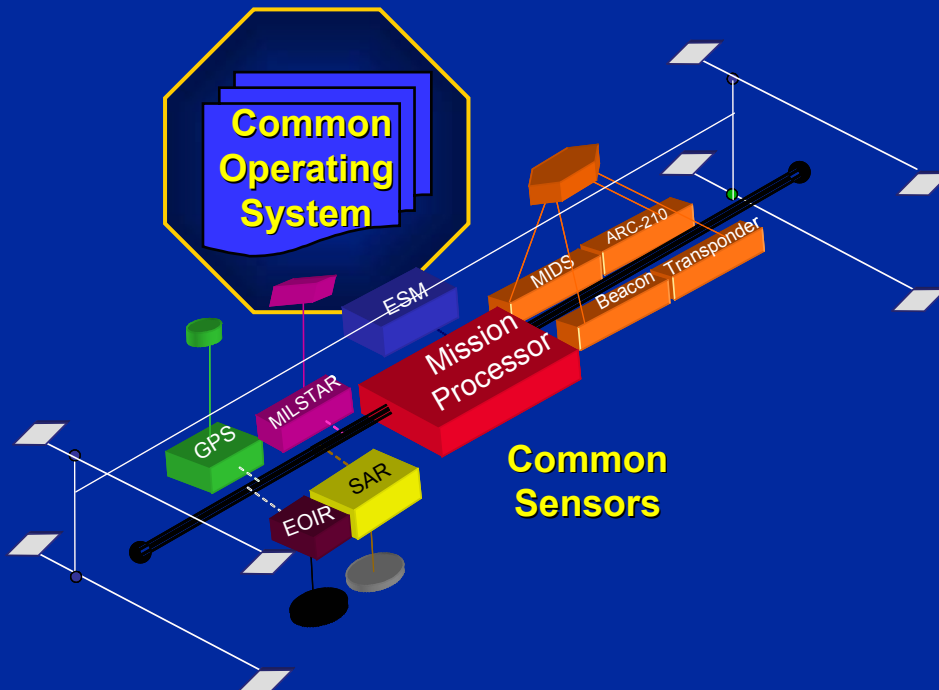 Common
Operating
System
ARC-210
MIDS
Transponder
Beacon
ESM
Mission
Processor
MILSTAR
GPS
SAR
EOIR
Common
Sensors